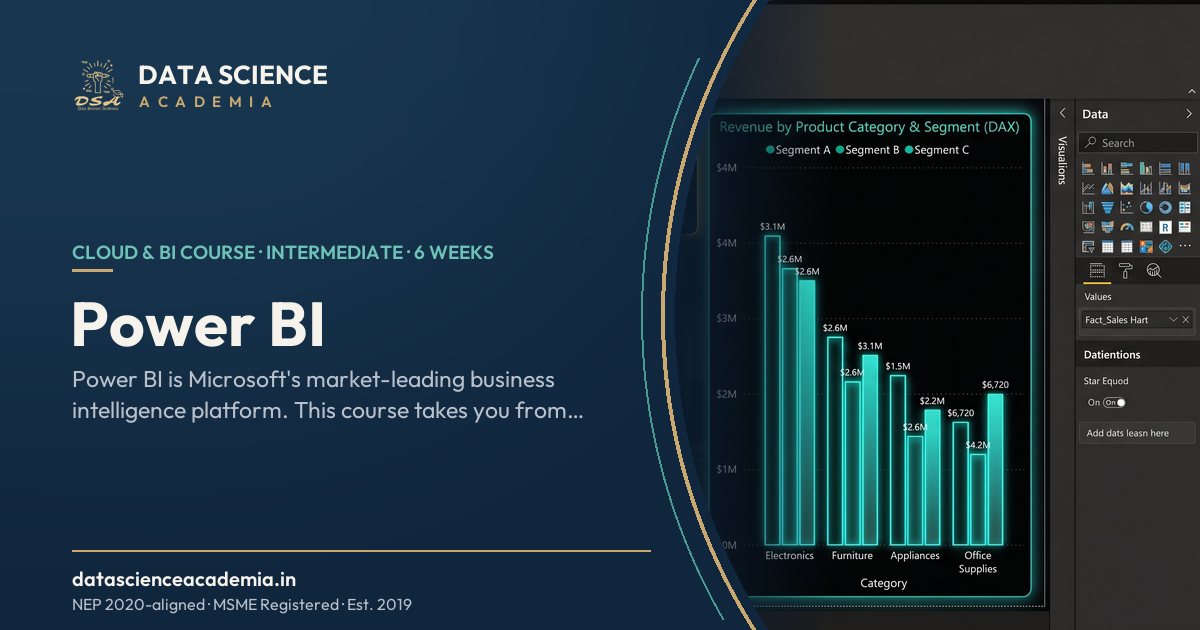 DATA SCIENCE
ACADEMIA
DSA
CLOUD & BI COURSE · INTERMEDIATE · 6 WEEKS
Power BI
Power BI is Microsoft's market-leading business
intelligence platform. This course takes you from...
datascienceacademia.in
NEP 2020-aligned · MSME Registered · Est. 2019
Revenue by Product Category & Segment (DAX)
Segment A Segment B Segment C
$4M
$4M
$3M
$2M
$1M
0M
$3.1M
$2.6M
$2.6M
$2.6M
$2.6M
$3.1M
$1.5M
$2.6M
$2.2M
$6,720
$4.2M
$6,720
Electronics Furniture Appliances Office
Supplies
Category
Visualions
Data
Search
R
Values
Fact_Sales Hart
Datientions
Star Equod
On On
Add dats leasn here